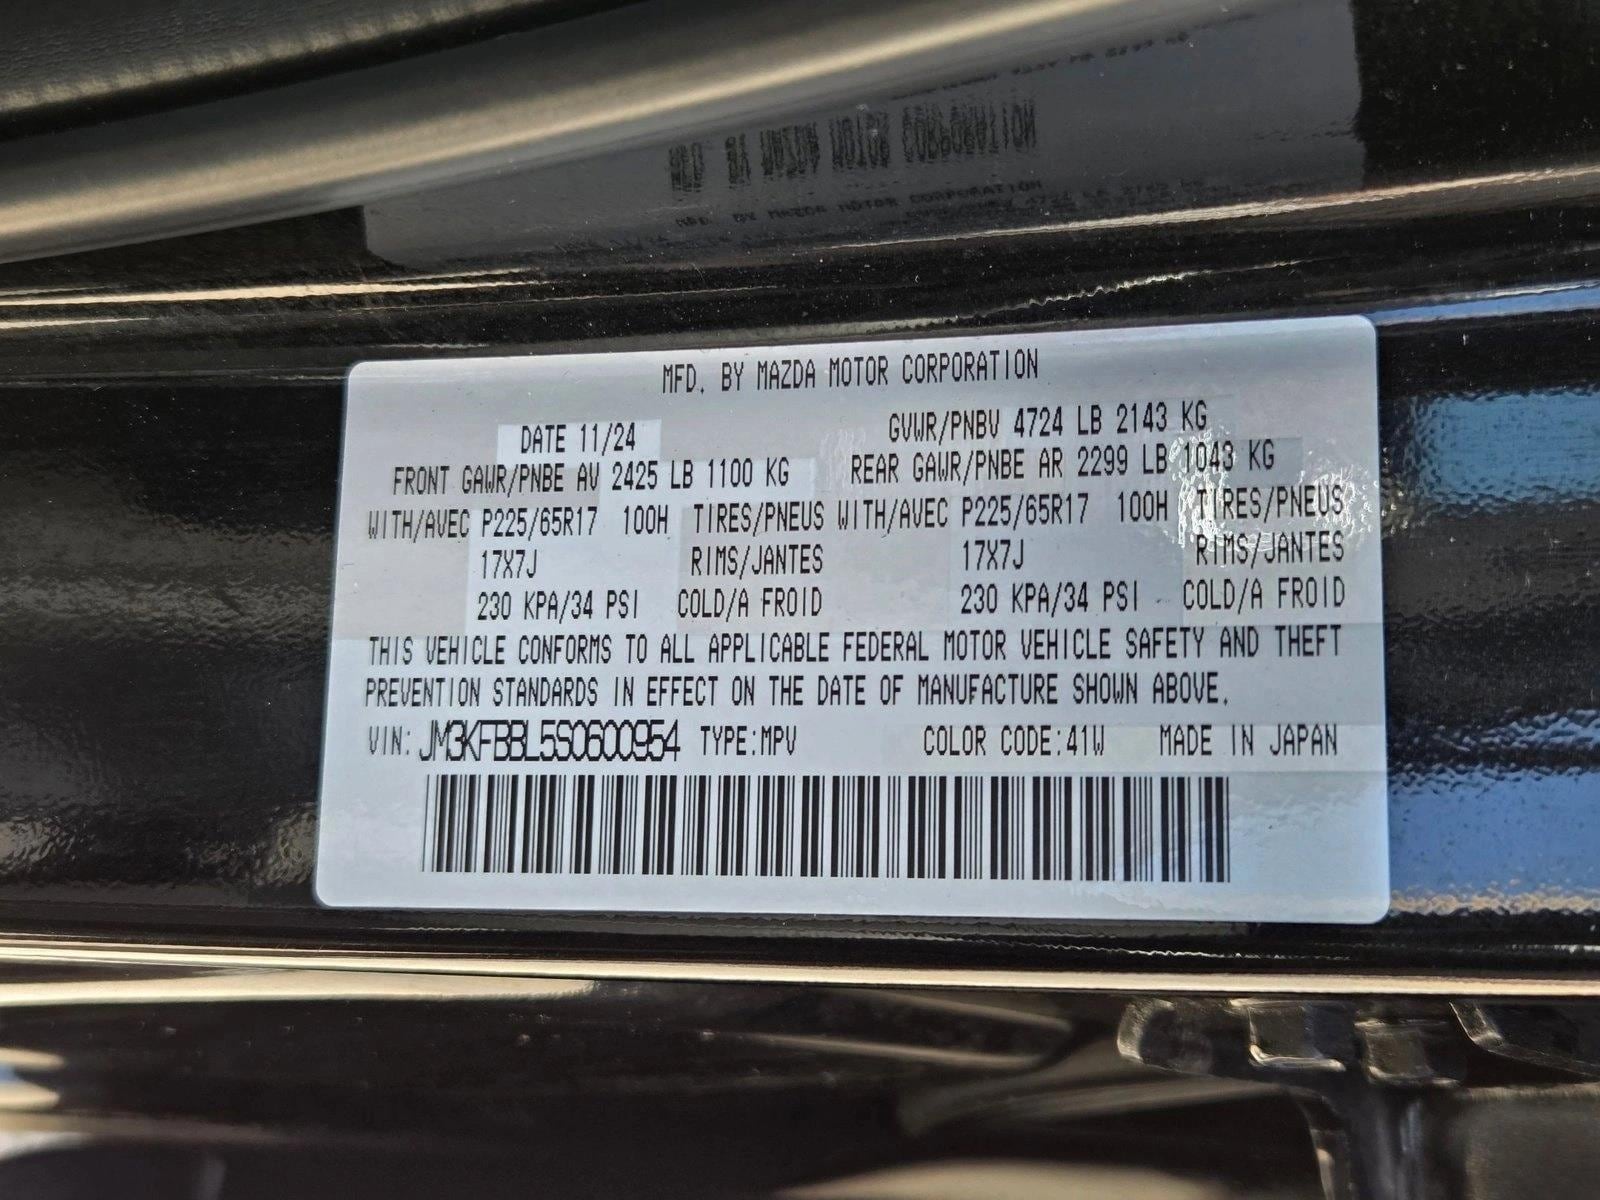 MFD. BY MAZDA MOTOR CORPORATION
DATE 11/24 GVWR/PNBV 4724 LB 2143 KG
FRONT GAWR/PNBE AV 2425 LB 1100 KG REAR GAWR/PNBE AR 2299 LB 1043 KG
WITH/AVEC P225/65R17 100H TIRES/PNEUS WITH/AVEC P225/65R17 100H TIRES/PNEUS
17X7J RIMS/JANTES 17X7J RIMS/JANTES
230 KPA/34 PSI COLD/A FROID 230 KPA/34 PSI COLD/A FROID
THIS VEHICLE CONFORMS TO ALL APPLICABLE FEDERAL MOTOR VEHICLE SAFETY AND THEFT
PREVENTION STANDARDS IN EFFECT ON THE DATE OF MANUFACTURE SHOWN ABOVE.
VIN: JM3KFBBL5S0600954 TYPE:MPV COLOR CODE:41W MADE IN JAPAN